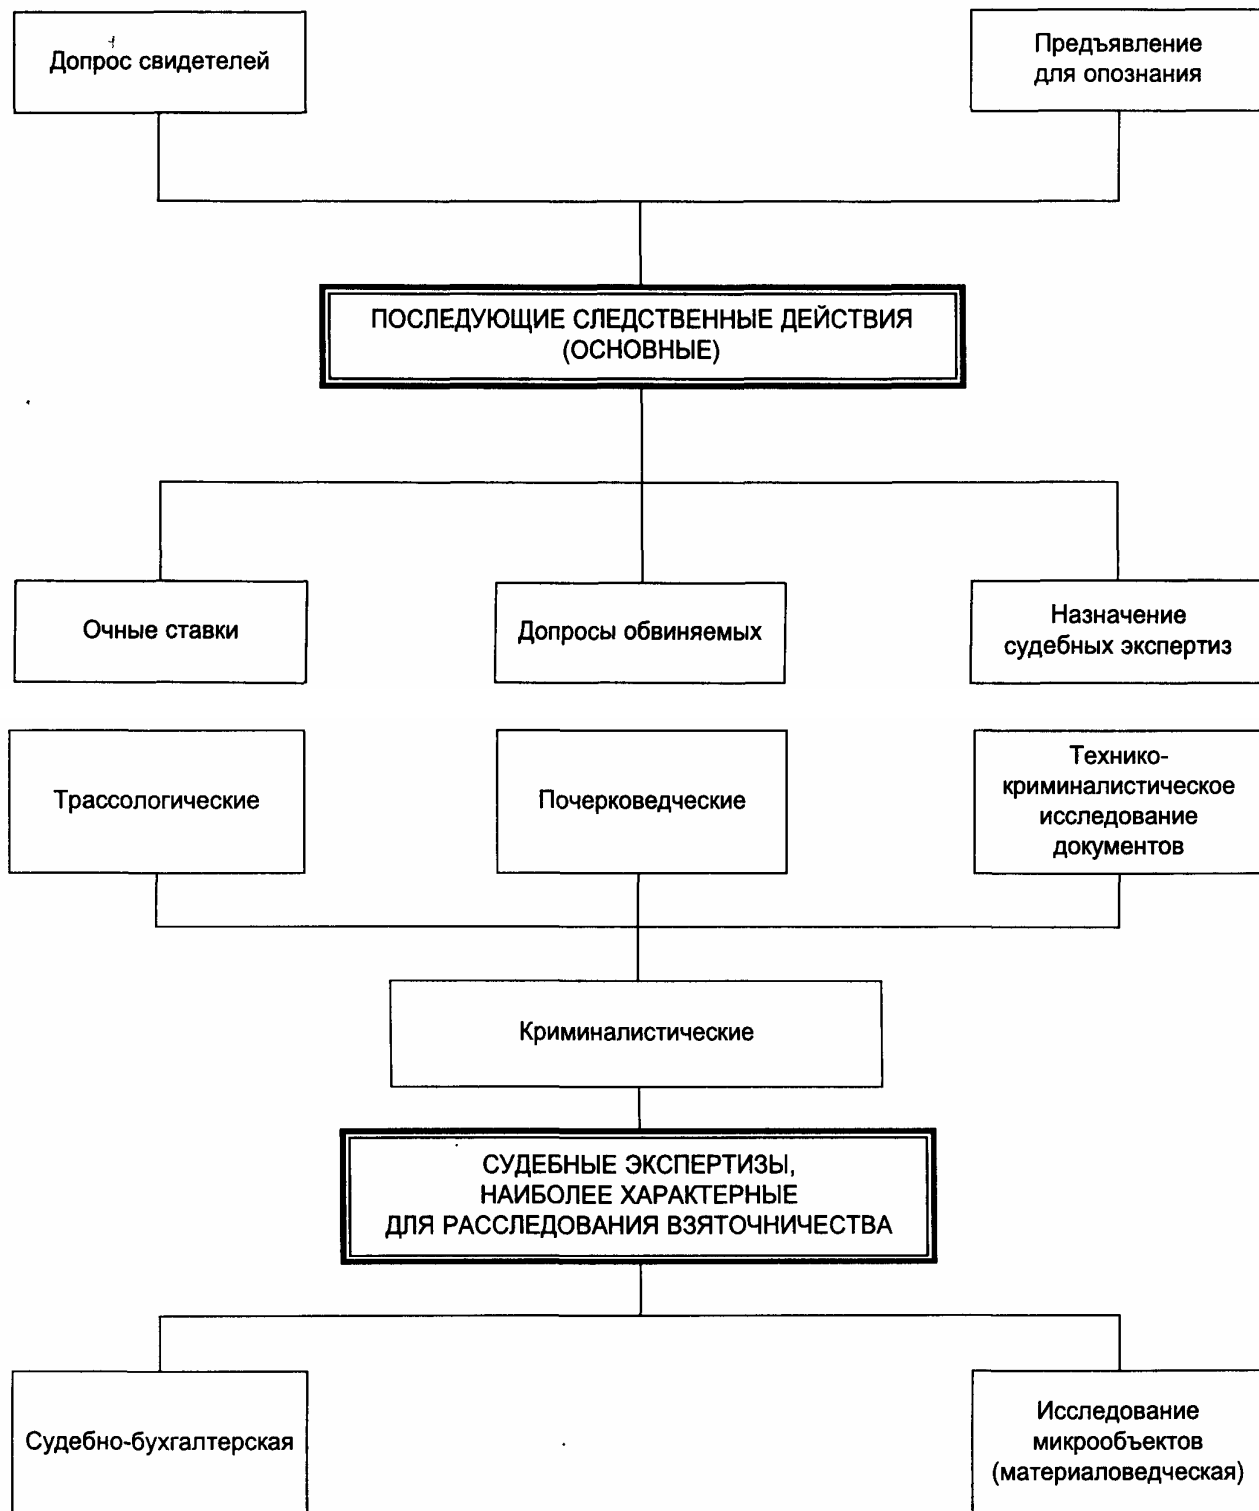 Допрос свидетелей
Предъявление
для опознания
ПОСЛЕДУЮЩИЕ СЛЕДСТВЕННЫЕ ДЕЙСТВИЯ
(ОСНОВНЫЕ)
Очные ставки
Допросы обвиняемых
Назначение
судебных экспертиз
Трассологические
Почерковедческие
Технико-
криминалистическое
исследование
документов
Криминалистические
СУДЕБНЫЕ ЭКСПЕРТИЗЫ,
НАИБОЛЕЕ ХАРАКТЕРНЫЕ
ДЛЯ РАССЛЕДОВАНИЯ ВЗЯТОЧНИЧЕСТВА
Судебно-бухгалтерская
Исследование
микрообъектов
(материаловедческая)